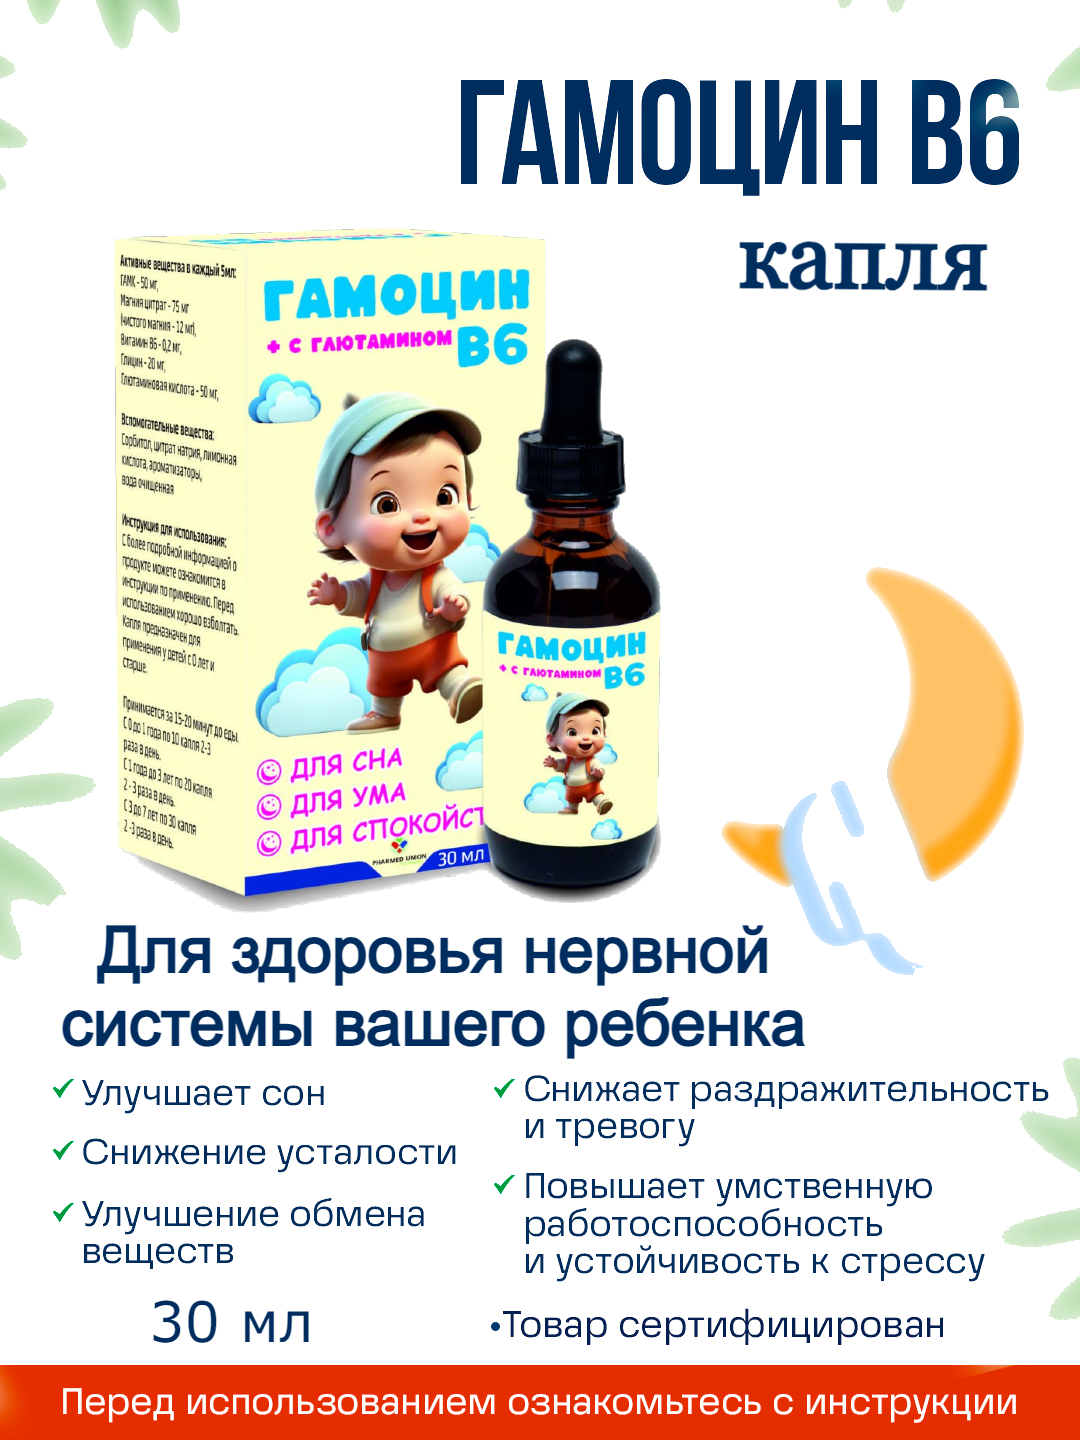 ГАМОЦИН В6
капля
Активные вещества в каждый 5мл:
ГАМК - 50 мг,
Магния цитрат - 75 мг
(чистого магния - 12 мг),
Витамин В6 - 0,2 мг,
Глицин - 20 мг,
Глютаминовая кислота - 50 мг,
Вспомогательные вещества:
Сорбитол, цитрат натрия, лимонная
кислота, ароматизаторы,
вода очищенная
Инструкция для использования:
С более подробной информацией о
продукте можете ознакомится в
инструкции по применению. Перед
использованием хорошо взболтать.
Капля предназначен для
применения у детей с 0 лет и
старше.
Принимается за 15-20 минут до еды.
С 0 до 1 года по 10 капля 2-3
раза в день.
С 1 года до 3 лет по 20 капля
2 - 3 раза в день.
С 3 до 7 лет по 30 капля
2 -3 раза в день.
ГАМОЦИН
+ С ГЛЮТАМИНОМ В6
ДЛЯ СНА
ДЛЯ УМА
ДЛЯ СПОКОЙСТ
PHARMED UNION
30 МЛ
ГАМОЦИН
+ С ГЛЮТАМИНОМ В6
Для здоровья нервной
системы вашего ребенка
Улучшает сон
Снижение усталости
Улучшение обмена
веществ
Снижает раздражительность
и тревогу
Повышает умственную
работоспособность
и устойчивость к стрессу
30 мл
•Товар сертифицирован
Перед использованием ознакомьтесь с инструкции